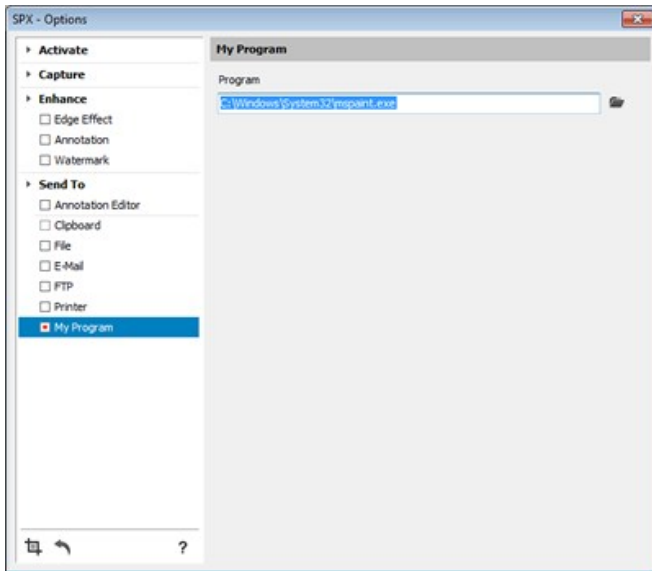 SPX - Options
Activate
Capture
Enhance
Edge Effect
Annotation
Watermark
Send To
Annotation Editor
Clipboard
File
E-Mail
FTP
Printer
My Program
?
My Program
Program
C:\Windows\System32\mspaint.exe